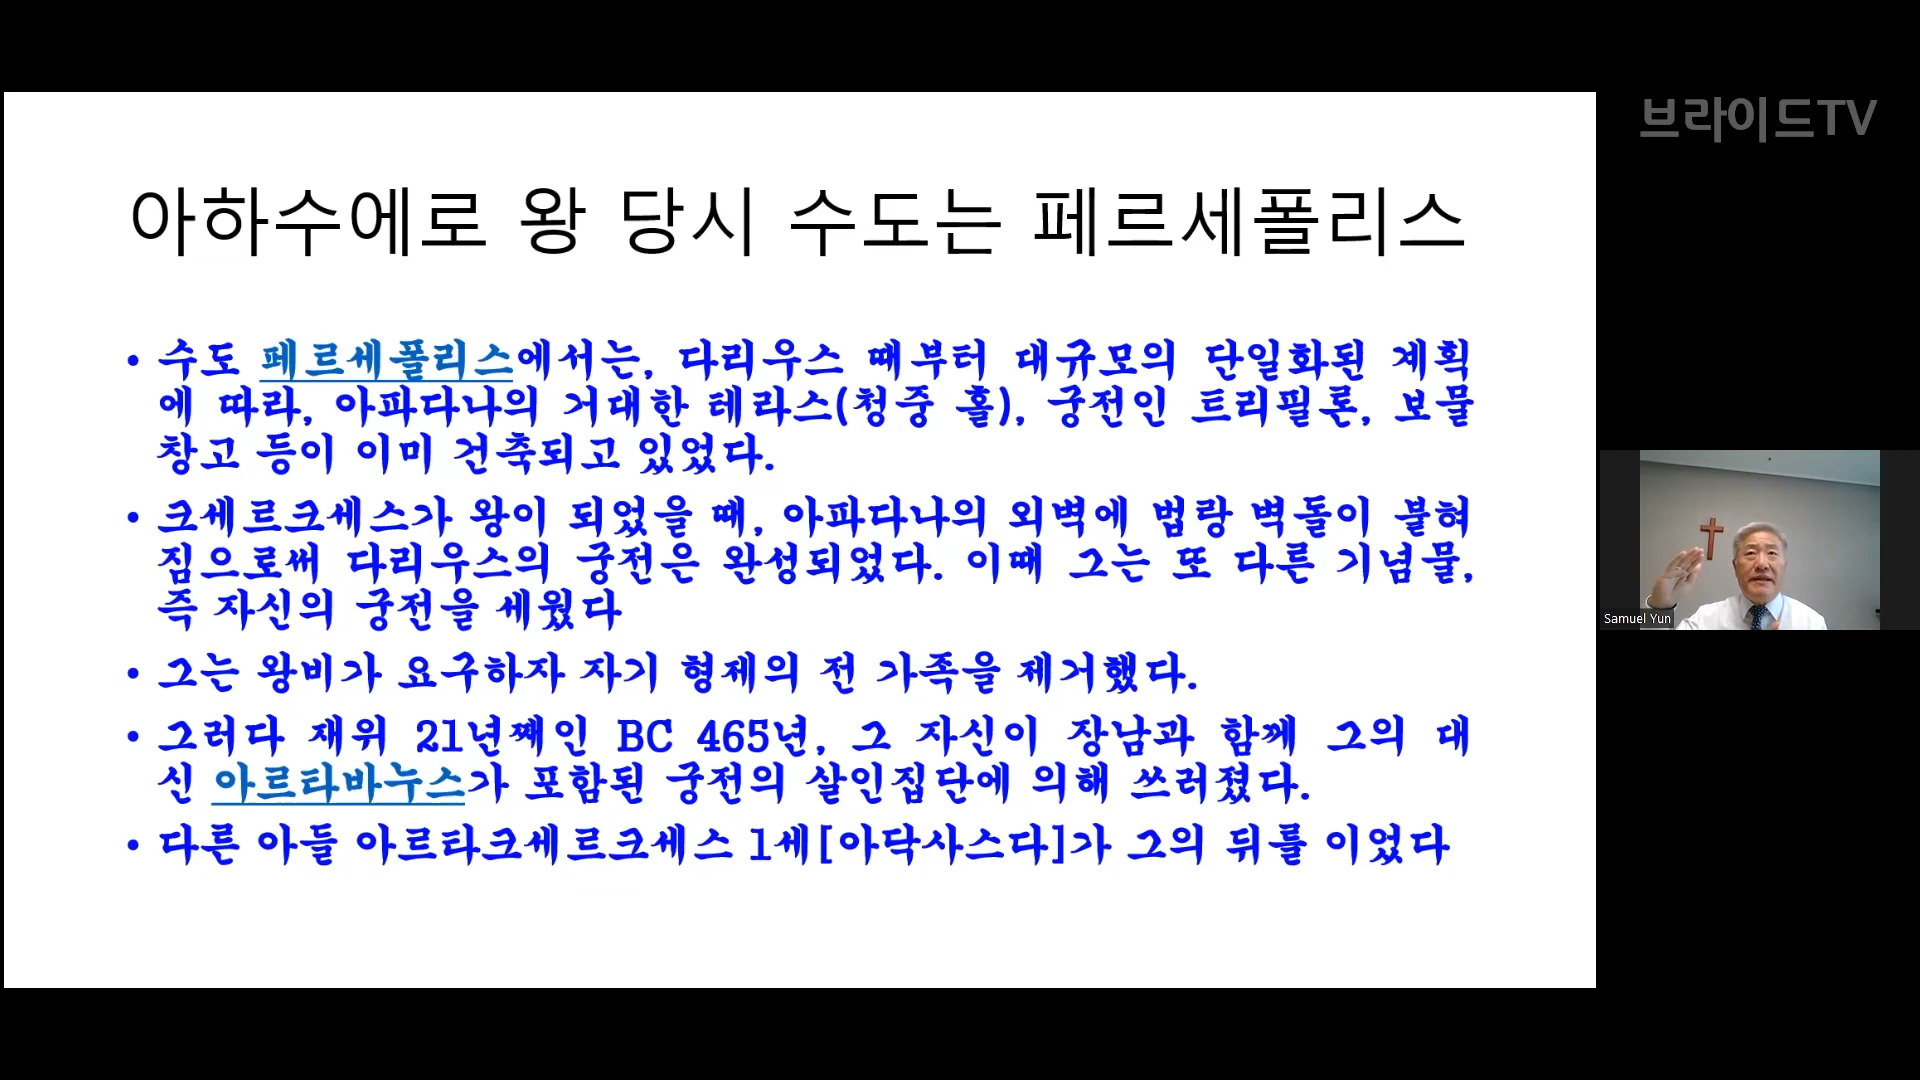 브라이드TV
아하수에로 왕 당시 수도는 페르세폴리스
• 수도 페르세폴리스에서는, 다리우스 때부터 대규모의 단일화된 계획
에 따라, 아파다나의 거대한 테라스(청중 홀), 궁전인 트리필론, 보물
창고 등이 이미 건축되고 있었다.
• 크세르크세스가 왕이 되었을 때, 아파다나의 외벽에 법랑 벽돌이 붙혀
짐으로써 다리우스의 궁전은 완성되었다. 이때 그는 또 다른 기념물,
즉 자신의 궁전을 세웠다
• 그는 왕비가 요구하자 자기 형제의 전 가족을 제거했다.
• 그러다 재위 21년째인 BC 465년, 그 자신이 장남과 함께 그의 대
신 아르타바누스가 포함된 궁전의 살인집단에 의해 쓰러졌다.
• 다른 아들 아르타크세르크세스 1세[아닥사스다]가 그의 뒤를 이었다
Samuel Yun